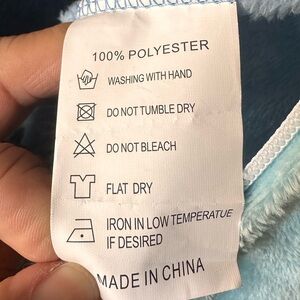 100% POLYESTER
WASHING WITH HAND
DO NOT TUMBLE DRY
DO NOT BLEACH
FLAT DRY
IRON IN LOW TEMPERATUE
IF DESIRED
MADE IN CHINA